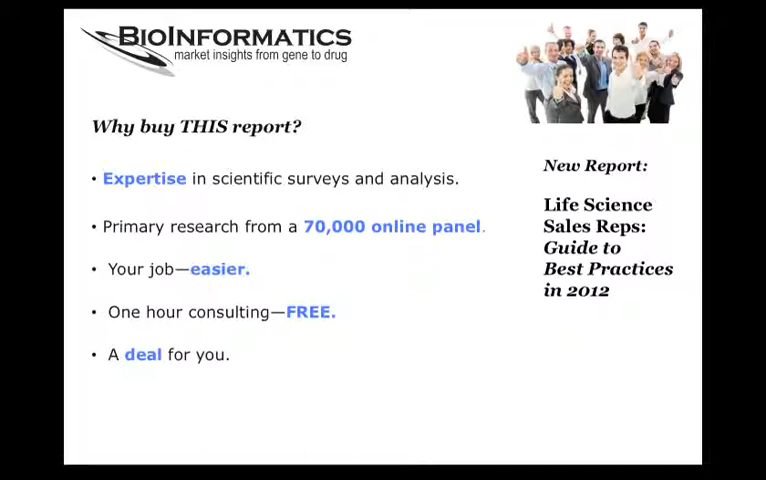 BIOINFORMATICS
market insights from gene to drug
Why buy THIS report?
• Expertise in scientific surveys and analysis.
• Primary research from a 70,000 online panel.
• Your job—easier.
• One hour consulting—FREE.
• A deal for you.
New Report:
Life Science
Sales Reps:
Guide to
Best Practices
in 2012